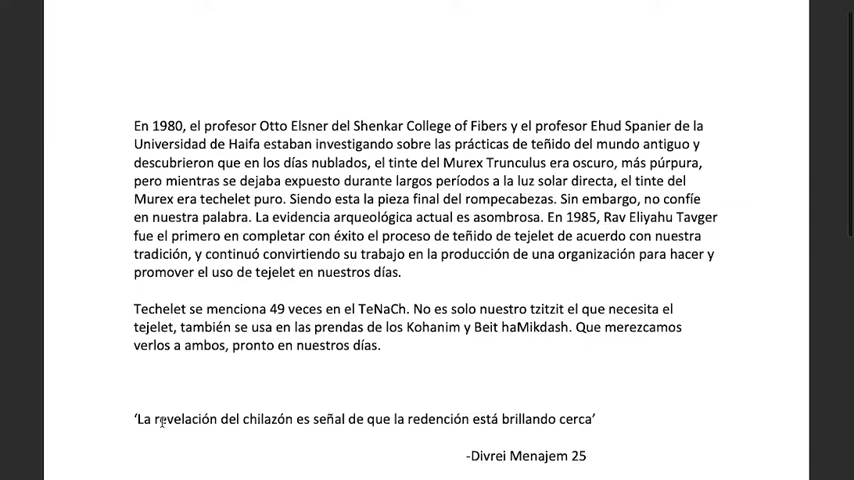 En 1980, el profesor Otto Elsner del Shenkar College of Fibers y el profesor Ehud Spanier de la
Universidad de Haifa estaban investigando sobre las prácticas de teñido del mundo antiguo y
descubrieron que en los días nublados, el tinte del Murex Trunculus era oscuro, más púrpura,
pero mientras se dejaba expuesto durante largos períodos a la luz solar directa, el tinte del
Murex era techelet puro. Siendo esta la pieza final del rompecabezas. Sin embargo, no confíe
en nuestra palabra. La evidencia arqueológica actual es asombrosa. En 1985, Rav Eliyahu Tavger
fue el primero en completar con éxito el proceso de teñido de tejelet de acuerdo con nuestra
tradición, y continuó convirtiendo su trabajo en la producción de una organización para hacer y
promover el uso de tejelet en nuestros días.
Techelet se menciona 49 veces en el TeNaCh. No es solo nuestro tzitzit el que necesita el
tejelet, también se usa en las prendas de los Kohanim y Beit haMikdash. Que merezcamos
verlos a ambos, pronto en nuestros días.
‘La revelación del chilazón es señal de que la redención está brillando cerca’
-Divrei Menajem 25